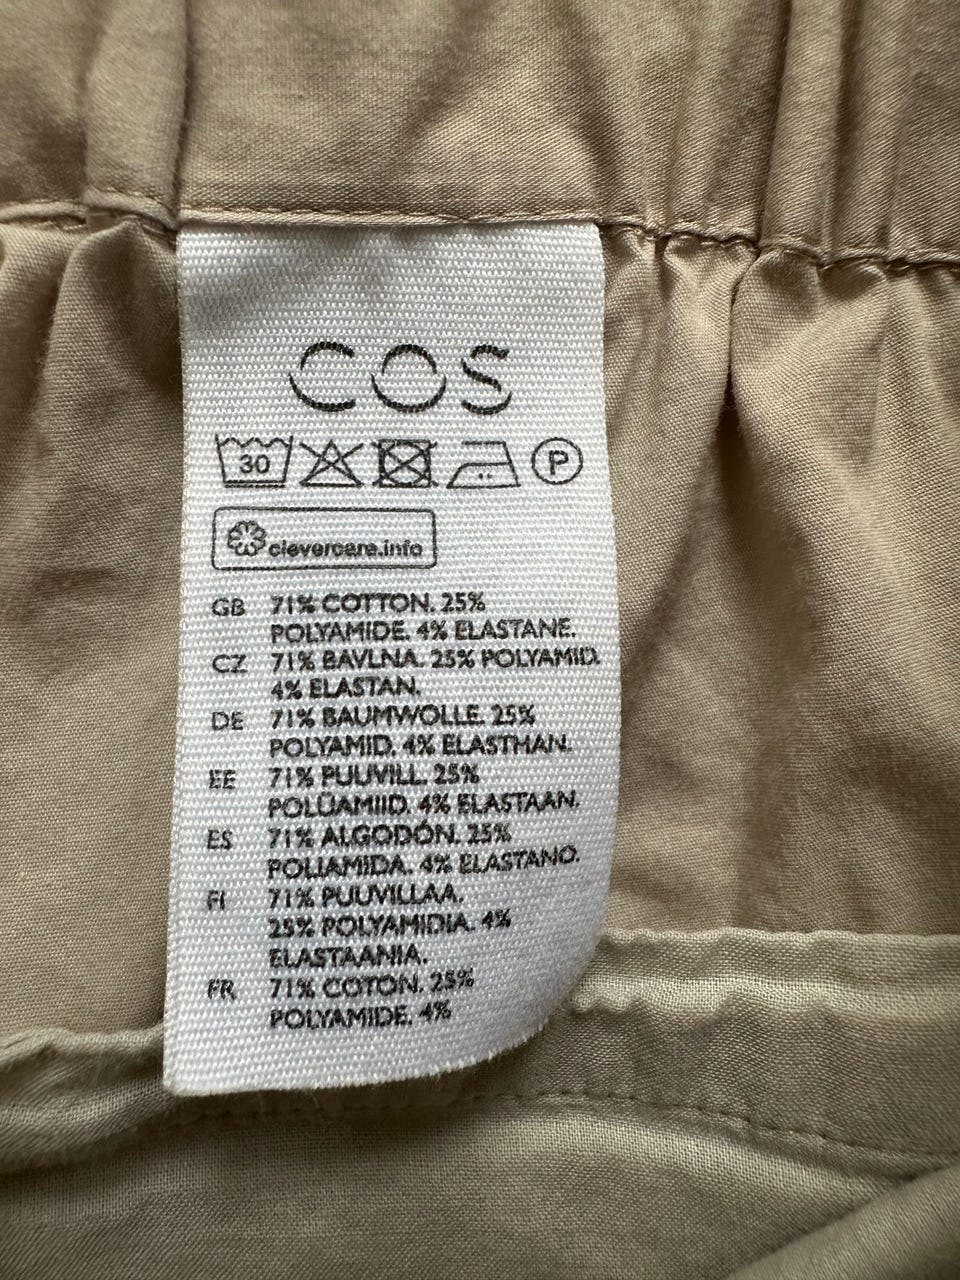 COS
30 P
clevercare.info
GB 71% COTTON. 25%
POLYAMIDE. 4% ELASTANE.
CZ 71% BAVLNA. 25% POLYAMID.
4% ELASTAN.
DE 71% BAUMWOLLE. 25%
POLYAMID. 4% ELASTHAN.
EE 71% PUUVILL. 25%
POLÜAMIID. 4% ELASTAAN.
ES 71% ALGODÓN. 25%
POLIAMIDA. 4% ELASTANO.
FI 71% PUUVILLAA.
25% POLYAMIDIA. 4%
ELASTAANIA.
FR 71% COTON. 25%
POLYAMIDE. 4%